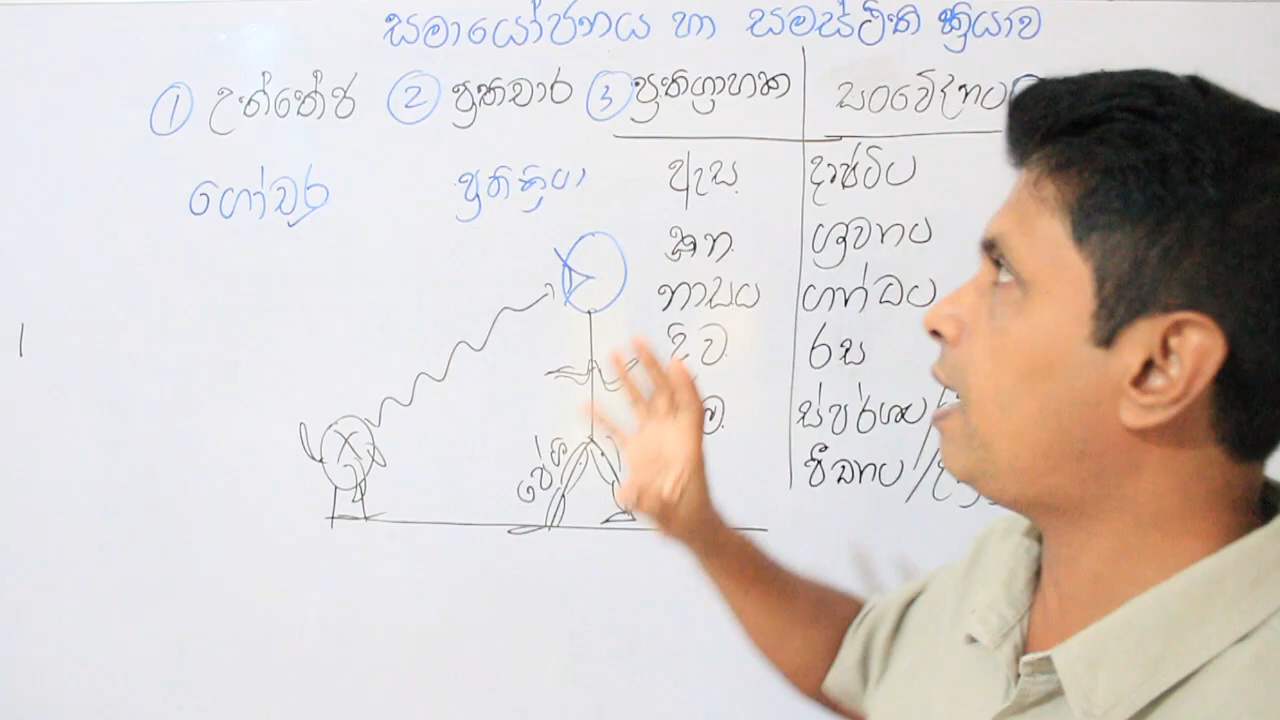 සමායෝජනය හා සමස්ථිති ක්‍රියාව
① උත්තේජ ② ප්‍රතිචාර ③ ප්‍රතිග්‍රාහක සංවේදනය
ගෝචර ප්‍රතික්‍රියා ඇස දෘෂ්ටිය
කන ශ්‍රවනය
නාසය ගන්ධය
දිව රස
ස්පර්ශය/
පීඩනය/
පේශි